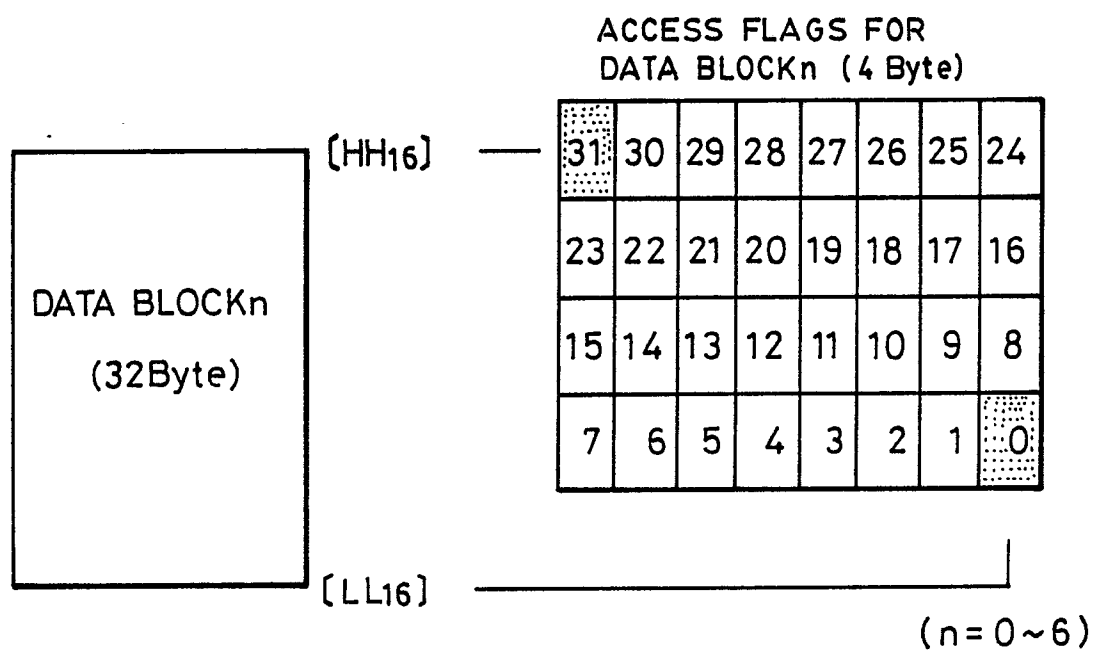 ACCESS FLAGS FOR
DATA BLOCKn (4 Byte)
[HH16]
31 30 29 28 27 26 25 24
23 22 21 20 19 18 17 16
DATA BLOCKn
(32Byte)
15 14 13 12 11 10 9 8
7 6 5 4 3 2 1 0
[LL16]
(n=0~6)